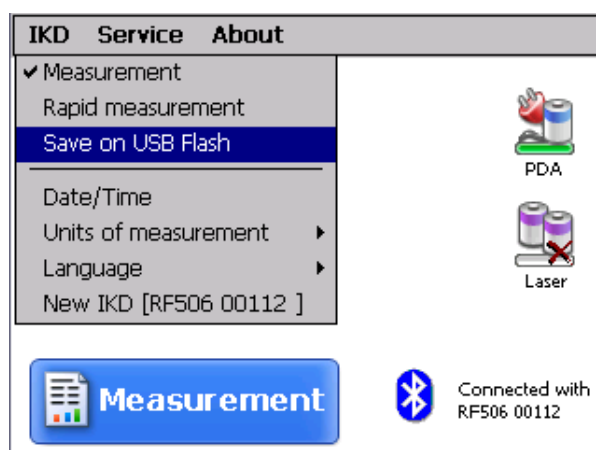 IKD Service About
Measurement
Rapid measurement
Save on USB Flash
Date/Time
Units of measurement
Language
New IKD [RF506 00112 ]
PDA
Laser
Measurement
Connected with
RF506 00112